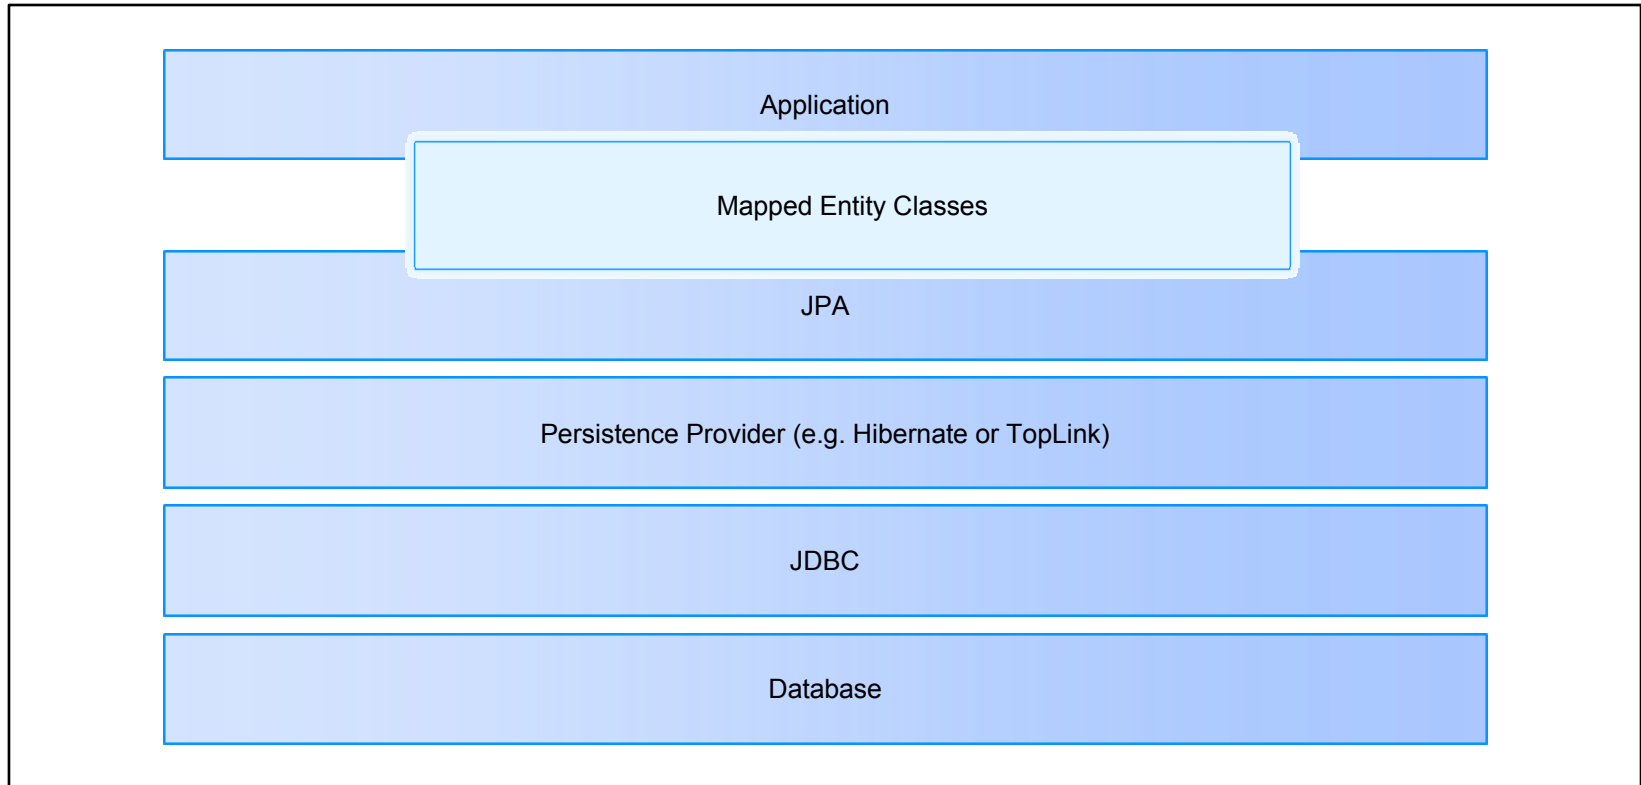 Application
Mapped Entity Classes
JPA
Persistence Provider (e.g. Hibernate or TopLink)
JDBC
Database